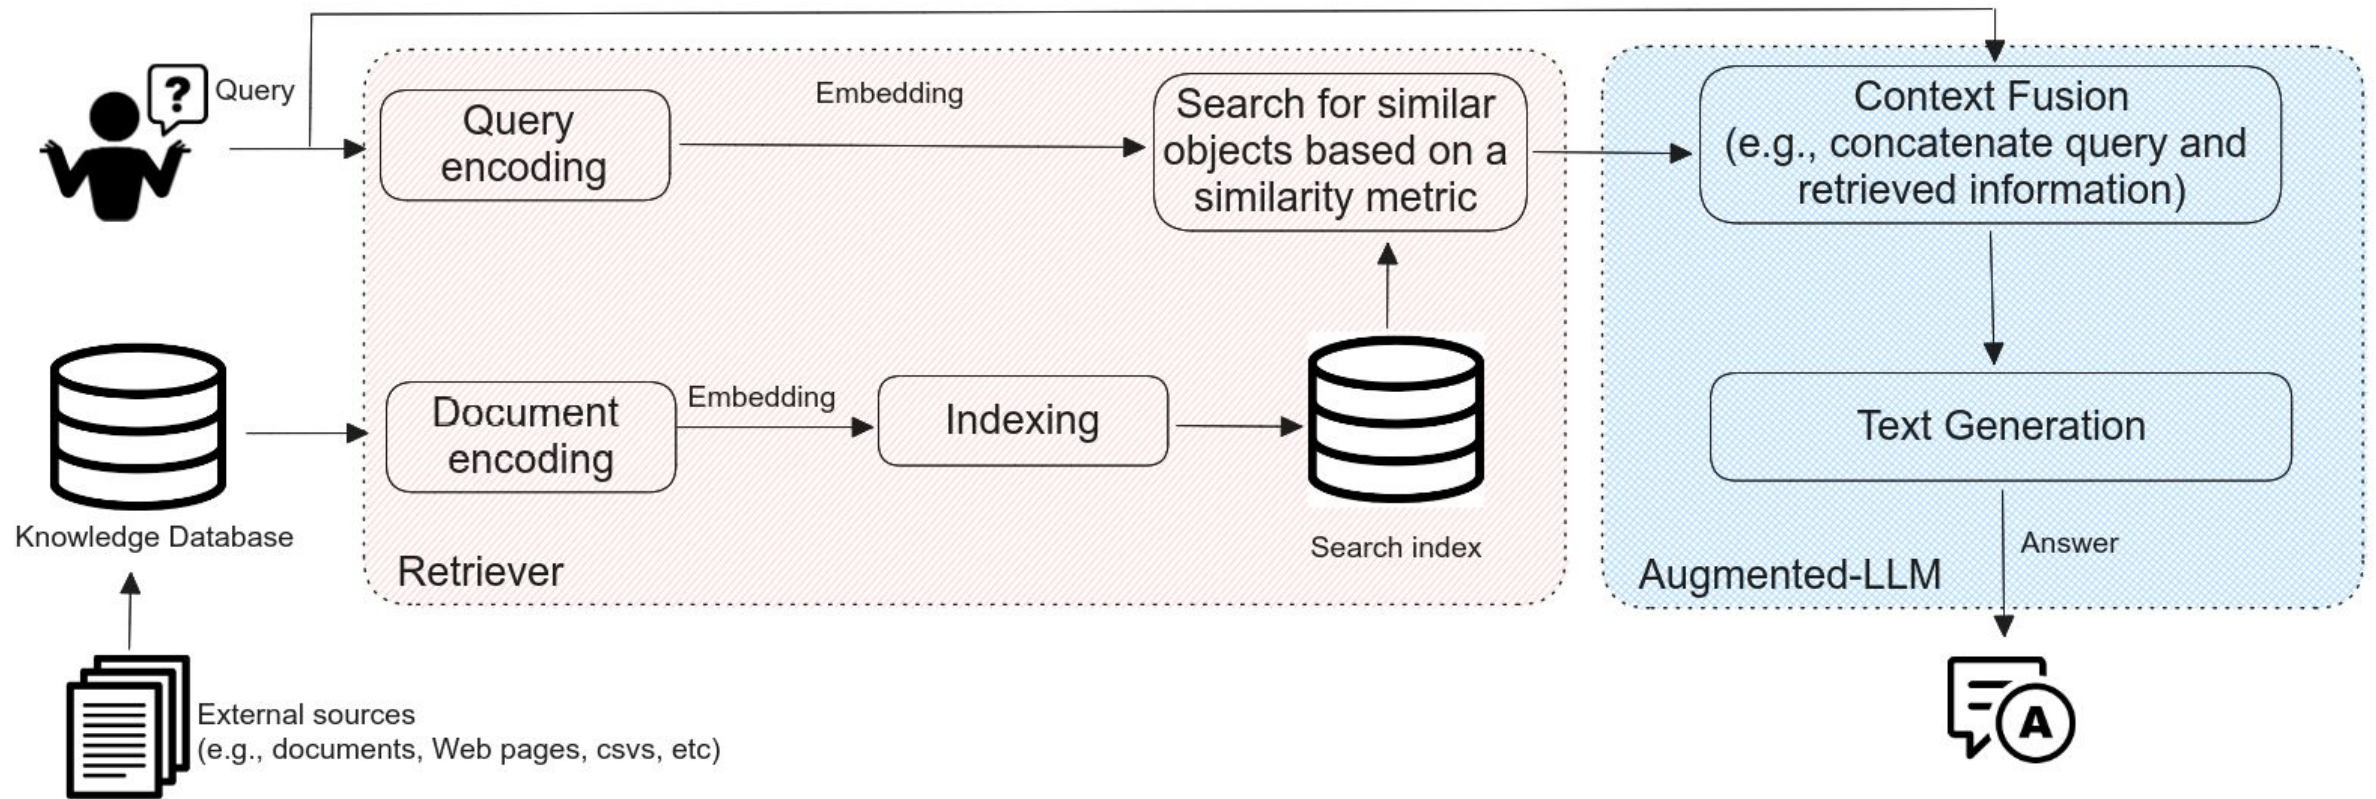 ?
Query
Query
encoding
Embedding
Search for similar
objects based on a
similarity metric
Context Fusion
(e.g., concatenate query and
retrieved information)
Knowledge Database
Document
encoding
Embedding
Indexing
Search index
Retriever
Text Generation
Answer
Augmented-LLM
External sources
(e.g., documents, Web pages, csvs, etc)
A